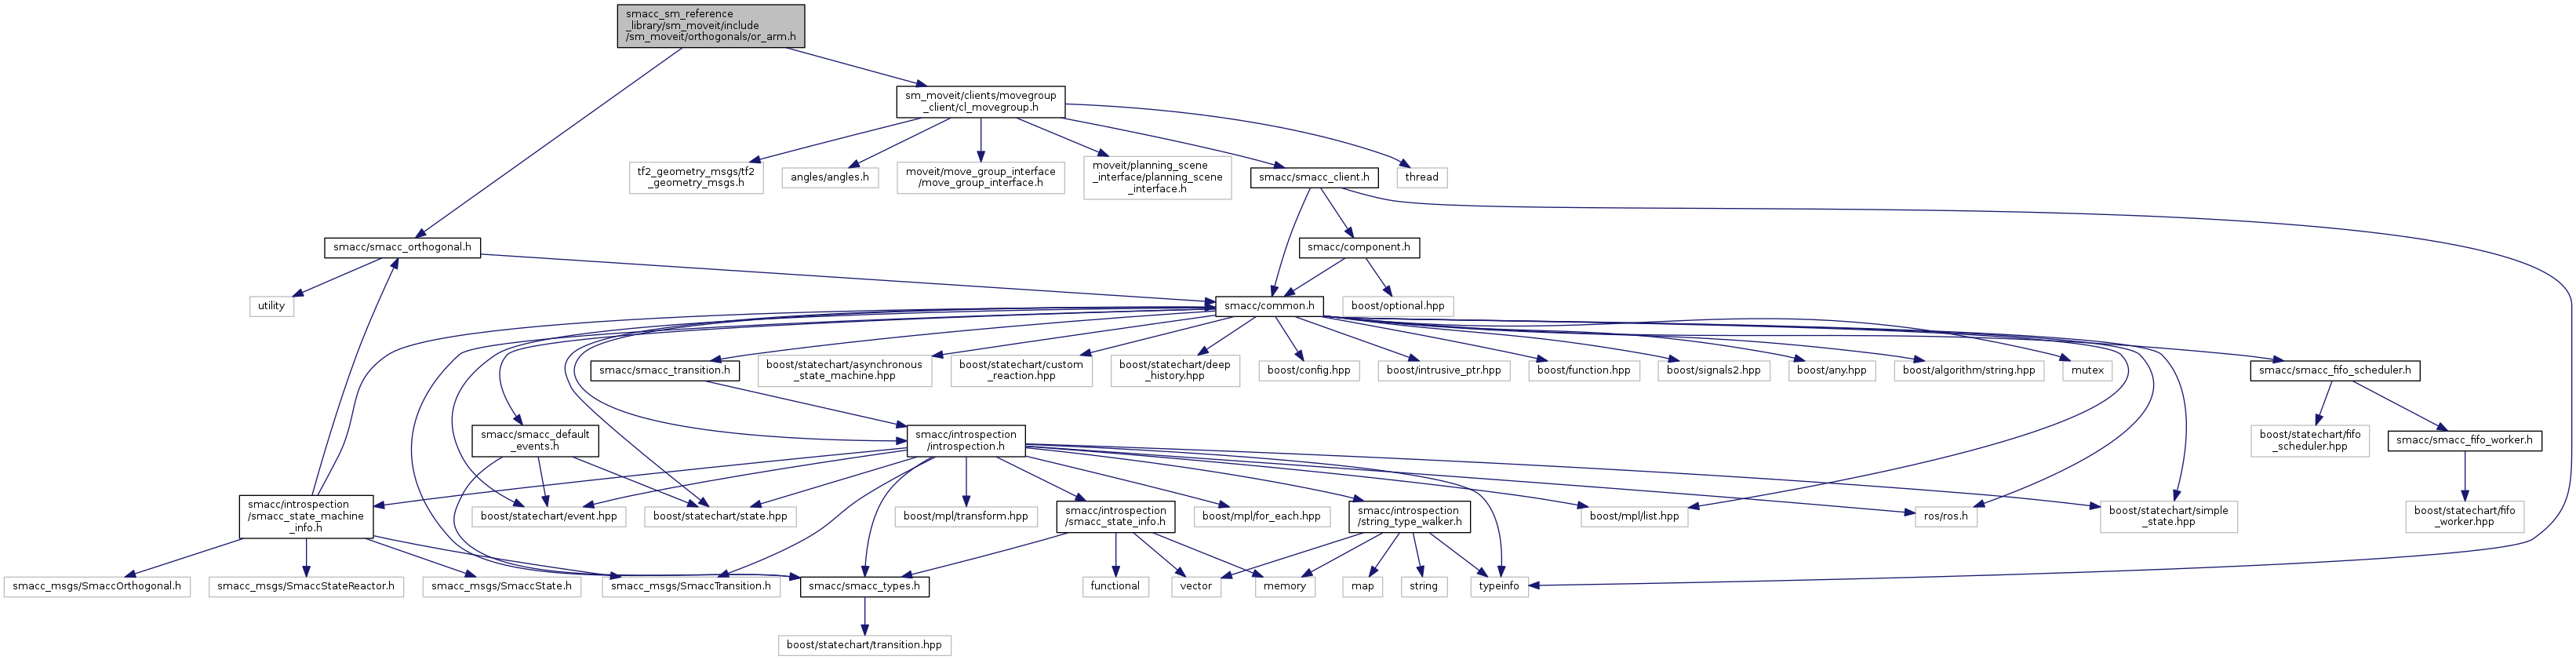 smacc_sm_reference
_library/sm_moveit/include
/sm_moveit/orthogonals/or_arm.h
sm_moveit/clients/movegroup
_client/cl_movegroup.h
tf2_geometry_msgs/tf2
_geometry_msgs.h
angles/angles.h
moveit/move_group_interface
/move_group_interface.h
moveit/planning_scene
_interface/planning_scene
_interface.h
smacc/smacc_client.h
thread
smacc/smacc_orthogonal.h
smacc/component.h
utility
smacc/common.h
boost/optional.hpp
smacc/smacc_transition.h
boost/statechart/asynchronous
_state_machine.hpp
boost/statechart/custom
_reaction.hpp
boost/statechart/deep
_history.hpp
boost/config.hpp
boost/intrusive_ptr.hpp
boost/function.hpp
boost/signals2.hpp
boost/any.hpp
boost/algorithm/string.hpp
mutex
smacc/smacc_fifo_scheduler.h
smacc/smacc_default
_events.h
smacc/introspection
/introspection.h
boost/statechart/fifo
_scheduler.hpp
smacc/smacc_fifo_worker.h
smacc/introspection
/smacc_state_machine
_info.h
boost/statechart/event.hpp
boost/statechart/state.hpp
boost/mpl/transform.hpp
smacc/introspection
/smacc_state_info.h
boost/mpl/for_each.hpp
smacc/introspection
/string_type_walker.h
boost/mpl/list.hpp
ros/ros.h
boost/statechart/simple
_state.hpp
boost/statechart/fifo
_worker.hpp
smacc_msgs/SmaccOrthogonal.h
smacc_msgs/SmaccStateReactor.h
smacc_msgs/SmaccState.h
smacc_msgs/SmaccTransition.h
smacc/smacc_types.h
functional
vector
memory
map
string
typeinfo
boost/statechart/transition.hpp